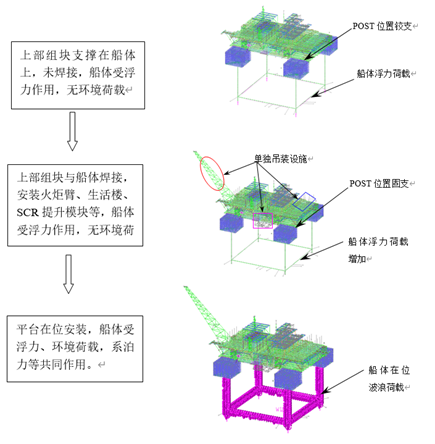 上部组块支撑在船体
上，未焊接，船体受浮
力作用，无环境荷载
POST 位置铰支
船体浮力荷载
上部组块与船体焊接，
安装火炬臂、生活楼、
SCR 提升模块等，船体
受浮力作用，无环境荷
单独吊装设施
POST 位置固支
船体浮力荷载
增加
平台在位安装，船体受
浮力、环境荷载，系泊
力等共同作用。
船体在位
波浪荷载